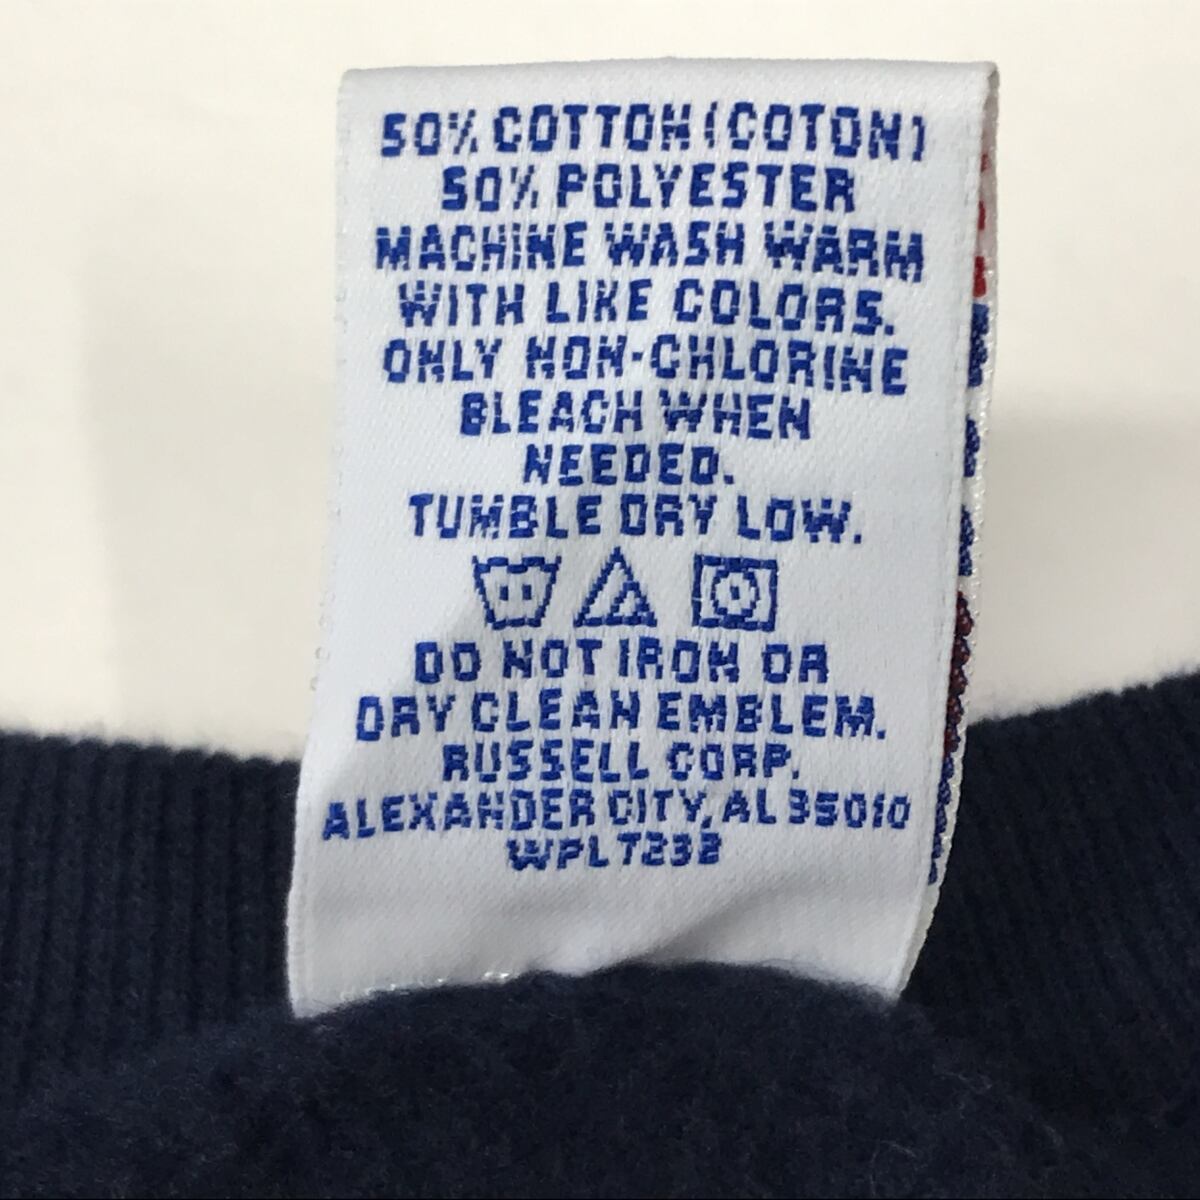 50% COTTON (COTON)
50% POLYESTER
MACHINE WASH WARM
WITH LIKE COLORS.
ONLY NON-CHLORINE
BLEACH WHEN
NEEDED.
TUMBLE DRY LOW.
DO NOT IRON OR
DRY CLEAN EMBLEM.
RUSSELL CORP.
ALEXANDER CITY, AL 35010
WPL 7232